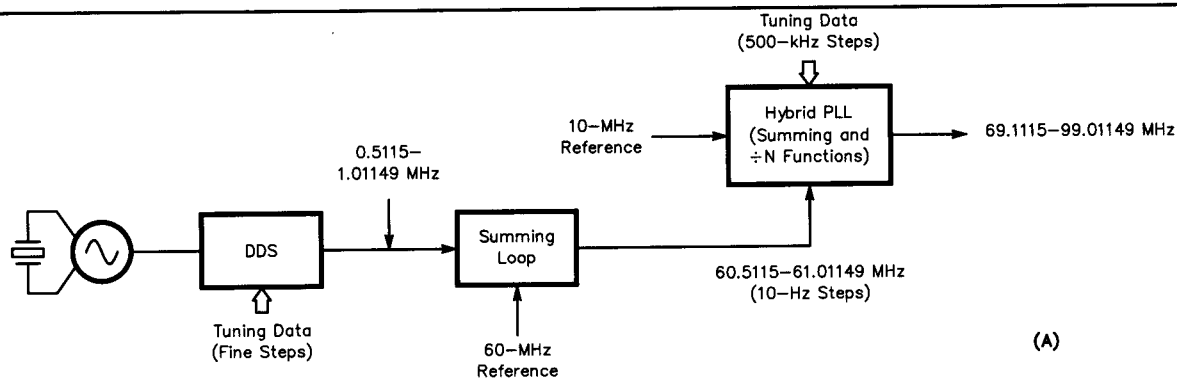 Tuning Data
(500–kHz Steps)
10–MHz
Reference
Hybrid PLL
(Summing and
÷N Functions)
69.1115–99.01149 MHz
0.5115–
1.01149 MHz
DDS
Summing
Loop
60.5115–61.01149 MHz
(10–Hz Steps)
Tuning Data
(Fine Steps)
60–MHz
Reference
(A)